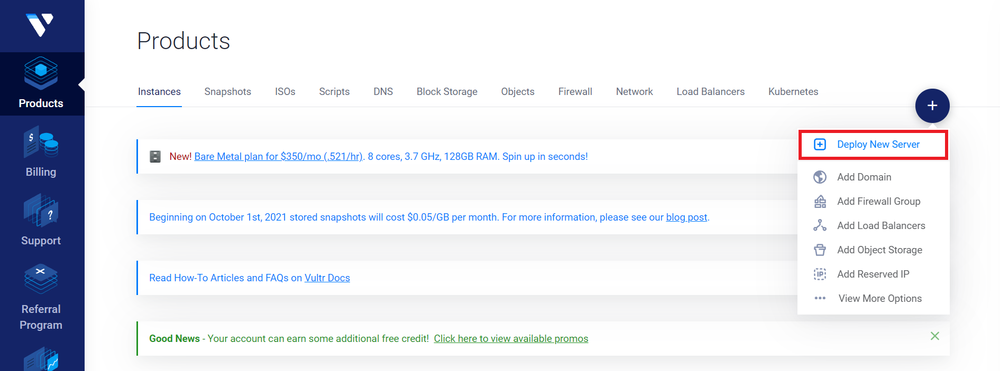 Products
Billing
Support
Referral
Program
Products
Instances Snapshots ISOs Scripts DNS Block Storage Objects Firewall Network Load Balancers Kubernetes
+
New! Bare Metal plan for $350/mo (.521/hr). 8 cores, 3.7 GHz, 128GB RAM. Spin up in seconds!
Beginning on October 1st, 2021 stored snapshots will cost $0.05/GB per month. For more information, please see our blog post.
Read How-To Articles and FAQs on Vultr Docs
Good News - Your account can earn some additional free credit! Click here to view available promos
Deploy New Server
Add Domain
Add Firewall Group
Add Load Balancers
Add Object Storage
IP Add Reserved IP
View More Options